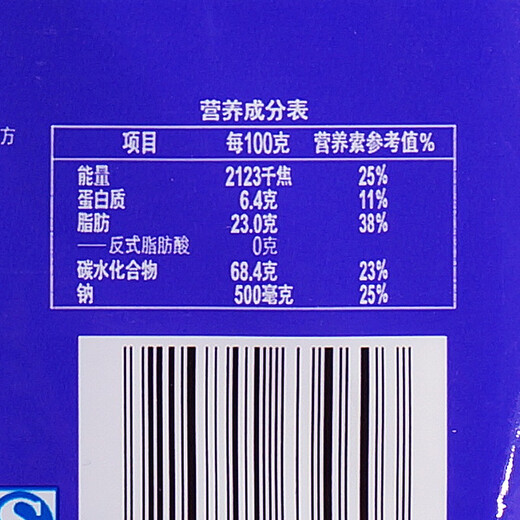 营养成分表
方
项目 每100克 营养素参考值%
能量 2123千焦 25%
蛋白质 6.4克 11%
脂肪 23.0克 38%
——反式脂肪酸 0克
碳水化合物 68.4克 23%
钠 500毫克 25%